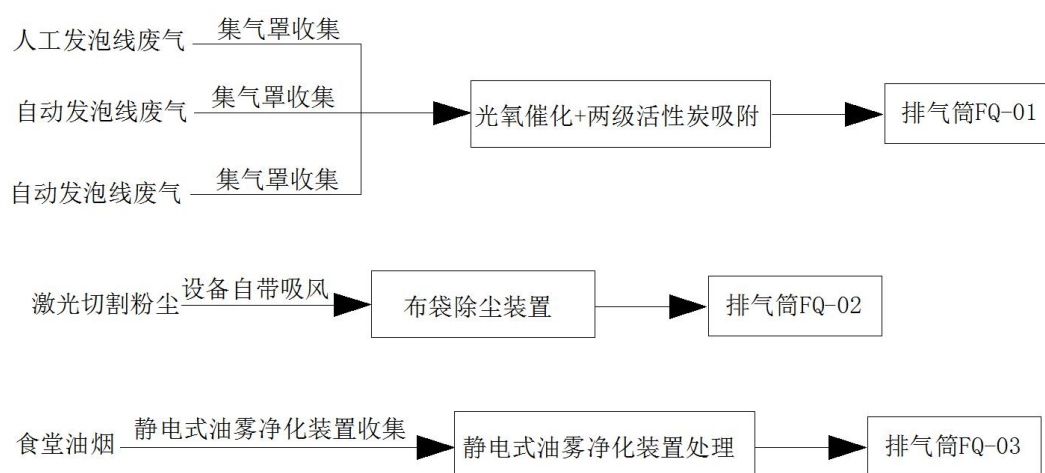 人工发泡线废气 集气罩收集
自动发泡线废气 集气罩收集 光氧催化+两级活性炭吸附 排气筒FQ-01
自动发泡线废气 集气罩收集
激光切割粉尘 设备自带吸风 布袋除尘装置 排气筒FQ-02
食堂油烟 静电式油雾净化装置收集 静电式油雾净化装置处理 排气筒FQ-03